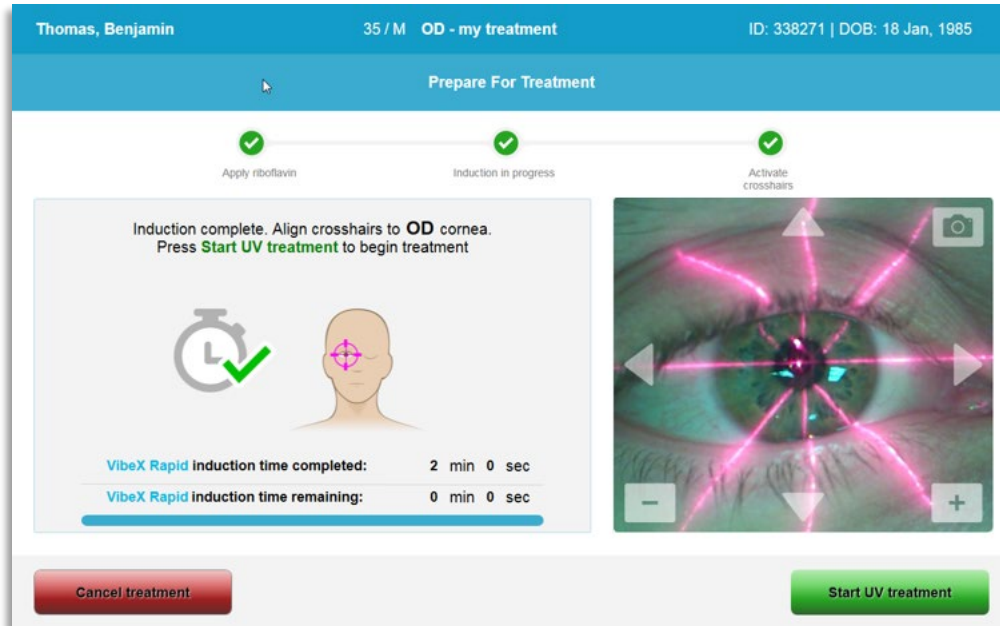 Thomas, Benjamin 35 / M OD - my treatment ID: 338271 | DOB: 18 Jan, 1985
Prepare For Treatment
Apply riboflavin Induction in progress Activate
crosshairs
Induction complete. Align crosshairs to OD cornea.
Press Start UV treatment to begin treatment
VibeX Rapid induction time completed: 2 min 0 sec
VibeX Rapid induction time remaining: 0 min 0 sec
Cancel treatment Start UV treatment